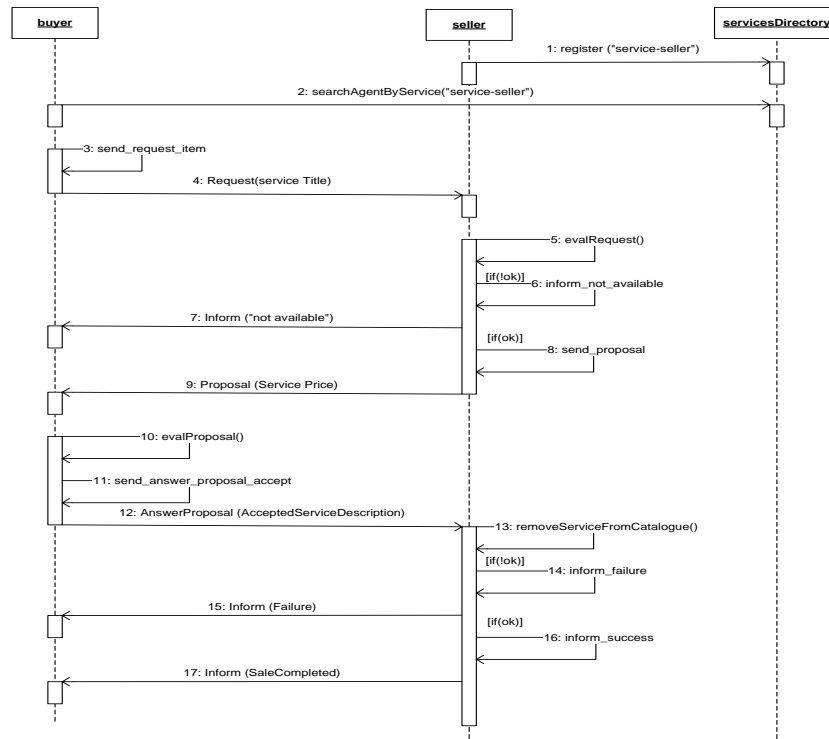 buyer
seller
servicesDirectory
1: register ("service-seller")
2: searchAgentByService("service-seller")
3: send_request_item
4: Request(service Title)
5: evalRequest()
[if(!ok)]
6: inform_not_available
7: Inform ("not available")
[if(ok)]
8: send_proposal
9: Proposal (Service Price)
10: evalProposal()
11: send_answer_proposal_accept
12: AnswerProposal (AcceptedServiceDescription)
13: removeServiceFromCatalogue()
[if(!ok)]
14: inform_failure
15: Inform (Failure)
[if(ok)]
16: inform_success
17: Inform (SaleCompleted)